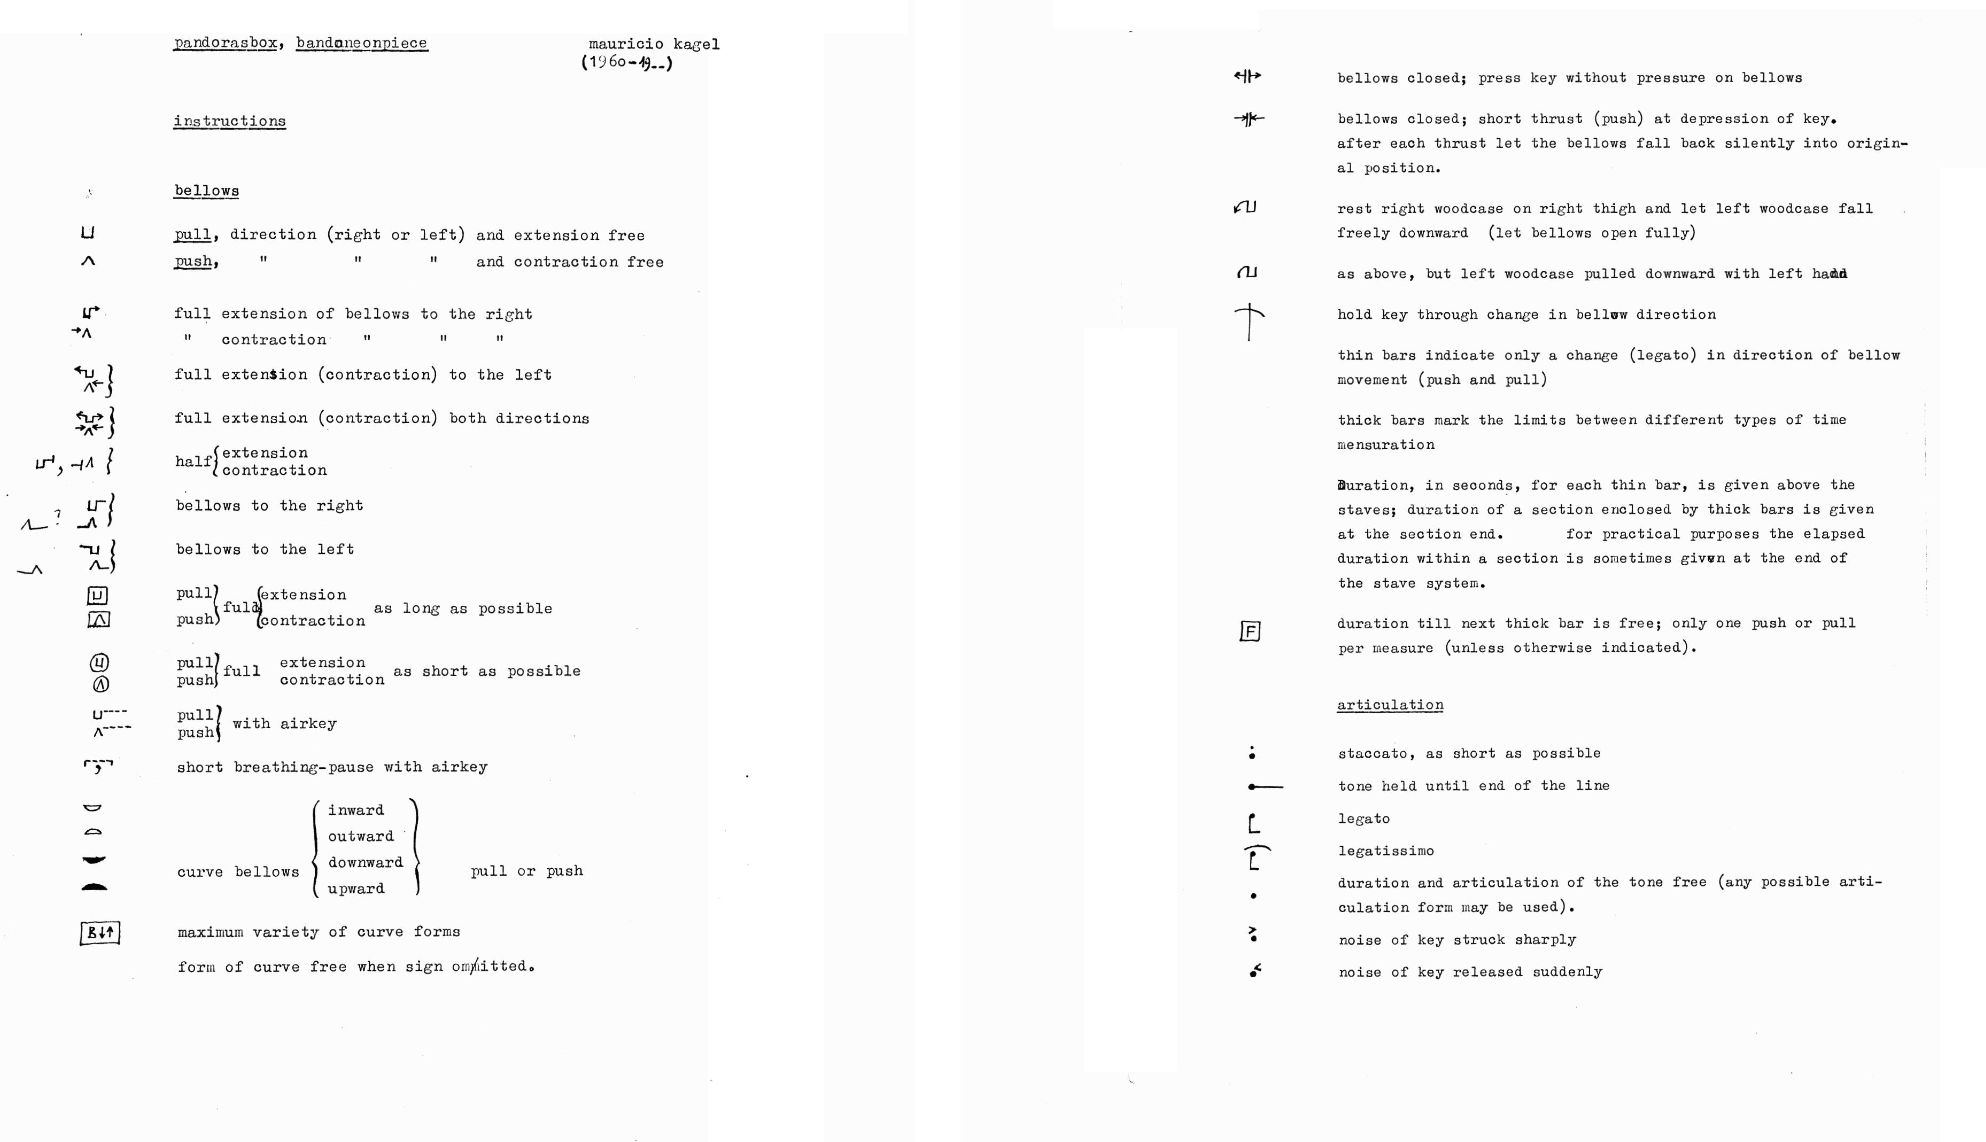 pandorasbox, bandoneonpiece mauricio kagel
(1960-19--)
instructions
bellows
pull, direction (right or left) and extension free
push, " " " and contraction free
full extension of bellows to the right
" contraction " " "
full extension (contraction) to the left
full extension (contraction) both directions
half { extension
contraction
bellows to the right
?
bellows to the left
pull } full { extension
push contraction as long as possible
pull } full extension
push contraction as short as possible
pull } with airkey
push
short breathing-pause with airkey
inward
outward
downward
curve bellows pull or push
upward
maximum variety of curve forms
form of curve free when sign omitted.
bellows closed; press key without pressure on bellows
bellows closed; short thrust (push) at depression of key.
after each thrust let the bellows fall back silently into origin-
al position.
rest right woodcase on right thigh and let left woodcase fall
freely downward (let bellows open fully)
as above, but left woodcase pulled downward with left hand
hold key through change in bellow direction
thin bars indicate only a change (legato) in direction of bellow
movement (push and pull)
thick bars mark the limits between different types of time
mensuration
Duration, in seconds, for each thin bar, is given above the
staves; duration of a section enclosed by thick bars is given
at the section end. for practical purposes the elapsed
duration within a section is sometimes given at the end of
the stave system.
F duration till next thick bar is free; only one push or pull
per measure (unless otherwise indicated).
articulation
staccato, as short as possible
tone held until end of the line
legato
legatissimo
duration and articulation of the tone free (any possible arti-
culation form may be used).
noise of key struck sharply
noise of key released suddenly